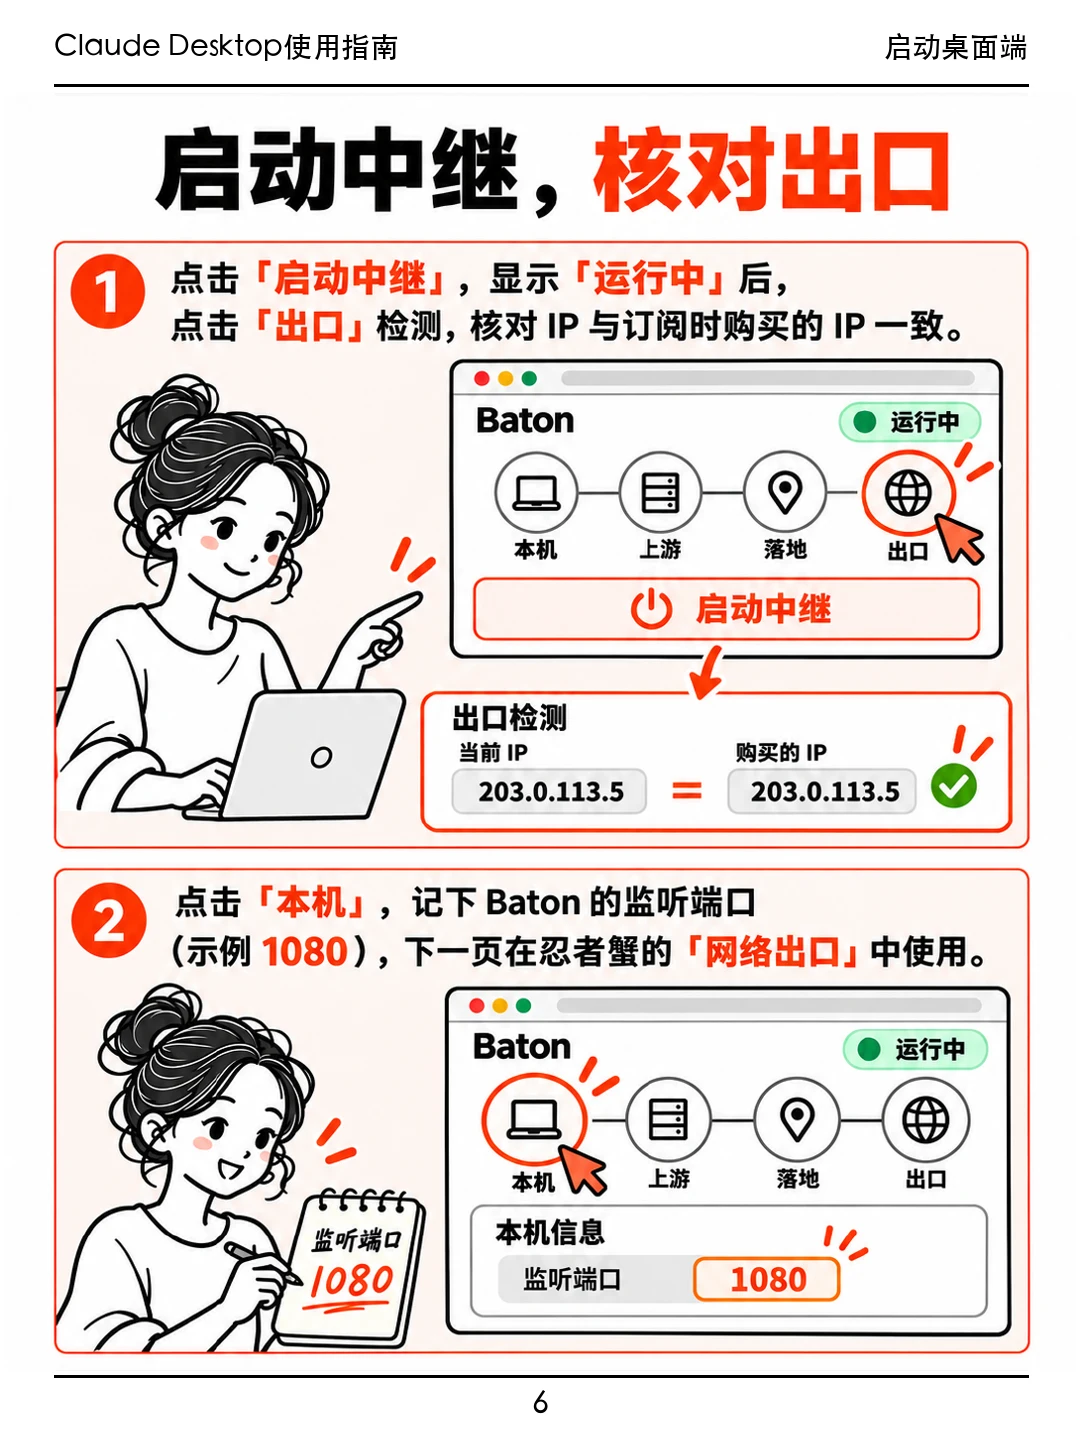 Claude Desktop使用指南
启动桌面端
启动中继，核对出口
1
点击「启动中继」，显示「运行中」后，
点击「出口」检测，核对 IP 与订阅时购买的 IP 一致。
Baton
运行中
本机
上游
落地
出口
启动中继
出口检测
当前 IP
购买的 IP
203.0.113.5
=
203.0.113.5
2
点击「本机」，记下 Baton 的监听端口
（示例 1080），下一页在忍者蟹的「网络出口」中使用。
Baton
运行中
本机
上游
落地
出口
监听端口
1080
本机信息
监听端口
1080
6